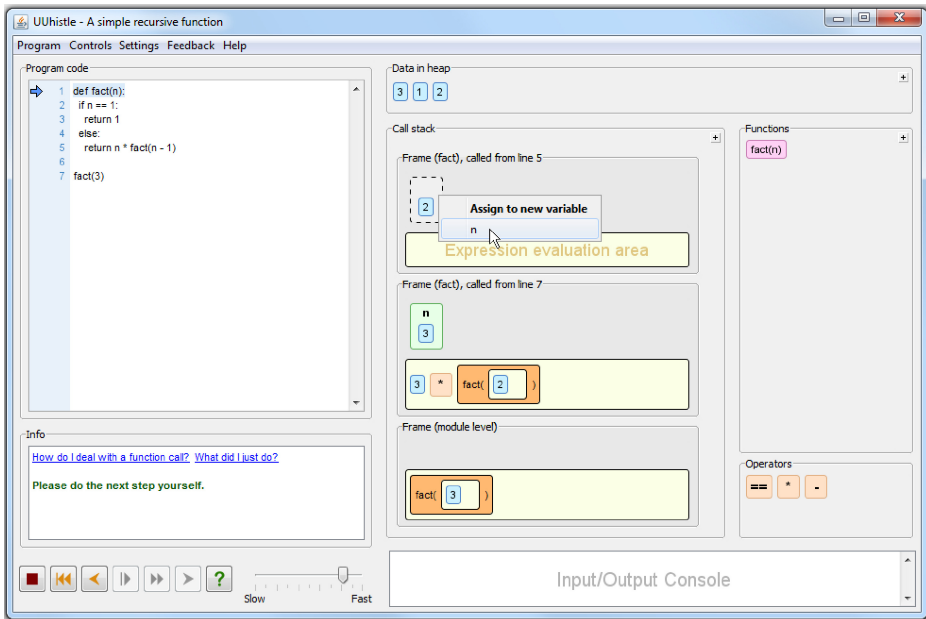 UUhistle - A simple recursive function
Program Controls Settings Feedback Help
Program code
1 def fact(n):
2 if n == 1:
3 return 1
4 else:
5 return n * fact(n - 1)
6
7 fact(3)
Info
How do I deal with a function call? What did I just do?
Please do the next step yourself.
Slow Fast
Data in heap
+
3 1 2
Call stack
+
Frame (fact), called from line 5
2
Assign to new variable
n
Expression evaluation area
Frame (fact), called from line 7
n
3
3 * fact( 2 )
Frame (module level)
fact( 3 )
Functions
+
fact(n)
Operators
== * -
Input/Output Console